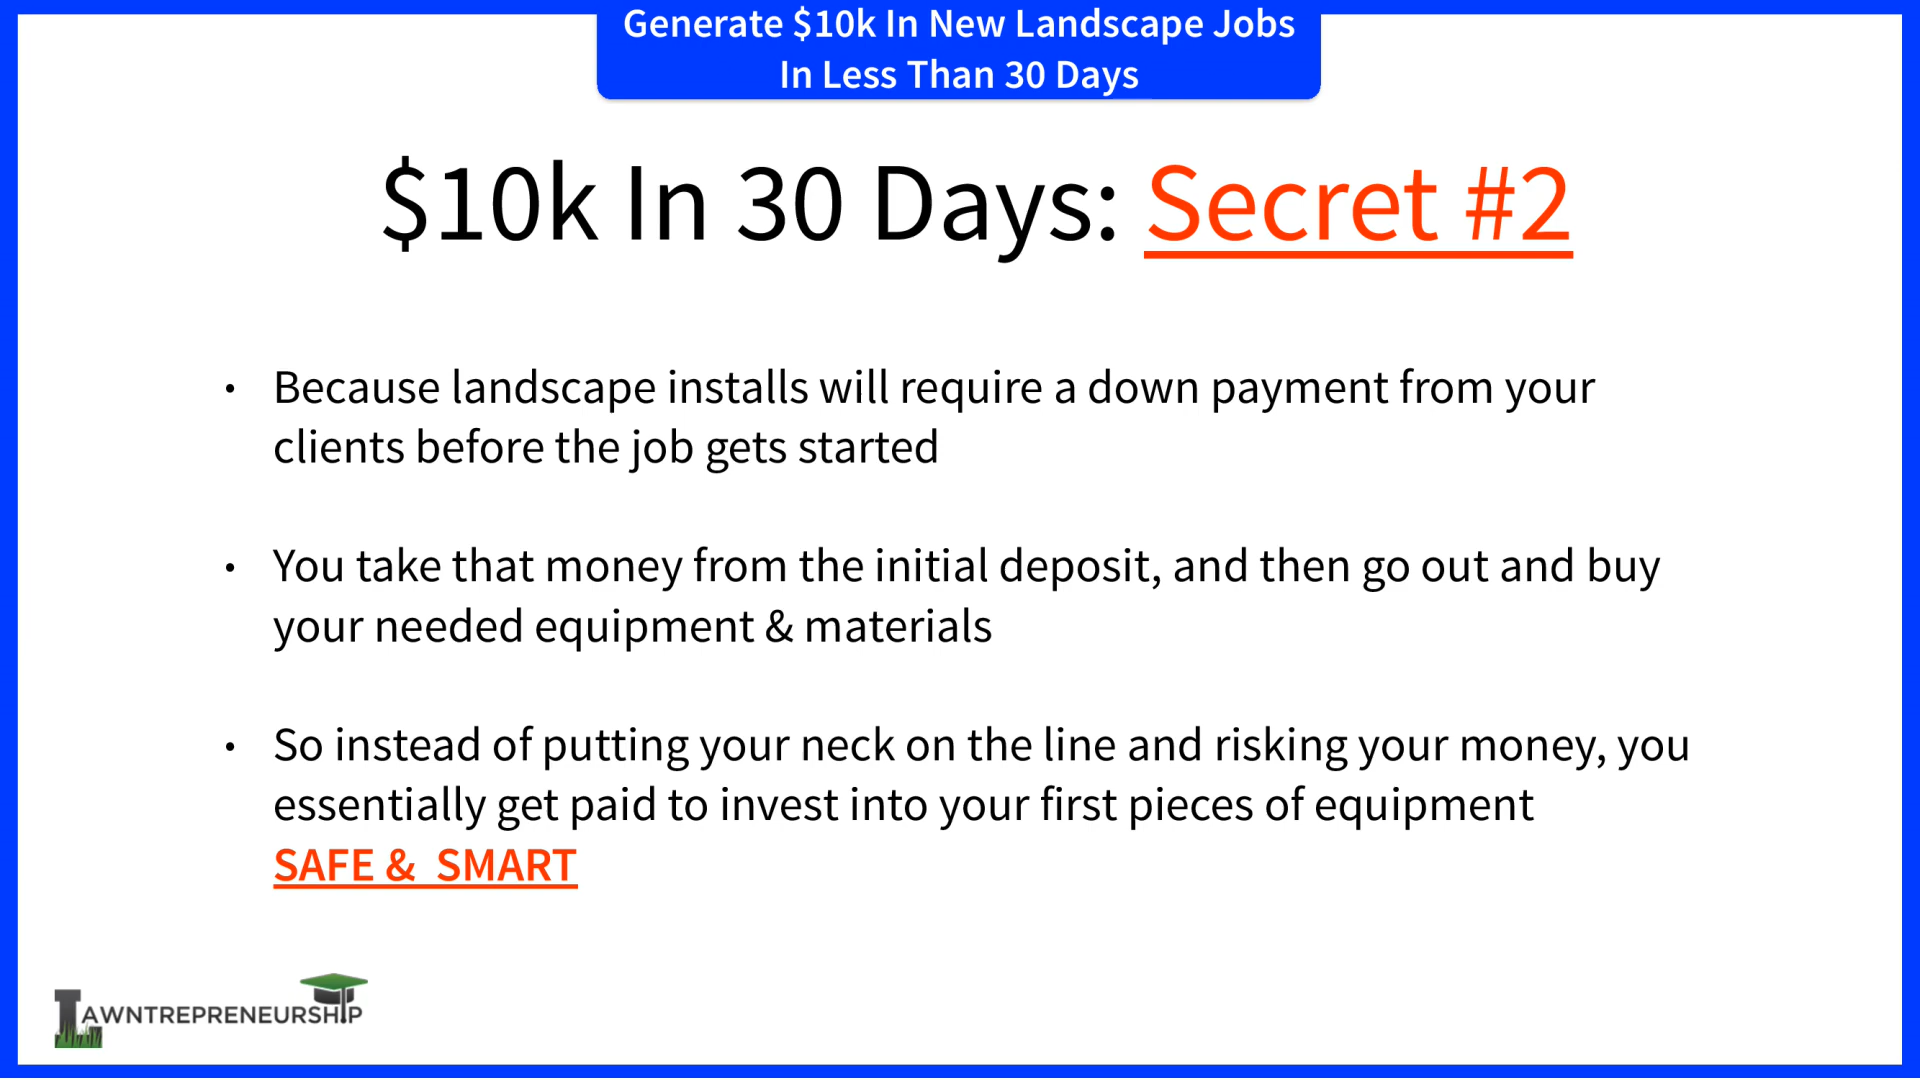 Generate $10k In New Landscape Jobs
In Less Than 30 Days
$10k In 30 Days: Secret #2
• Because landscape installs will require a down payment from your
clients before the job gets started
• You take that money from the initial deposit, and then go out and buy
your needed equipment & materials
• So instead of putting your neck on the line and risking your money, you
essentially get paid to invest into your first pieces of equipment
SAFE &  SMART
LAWNTREPRENEURSHIP